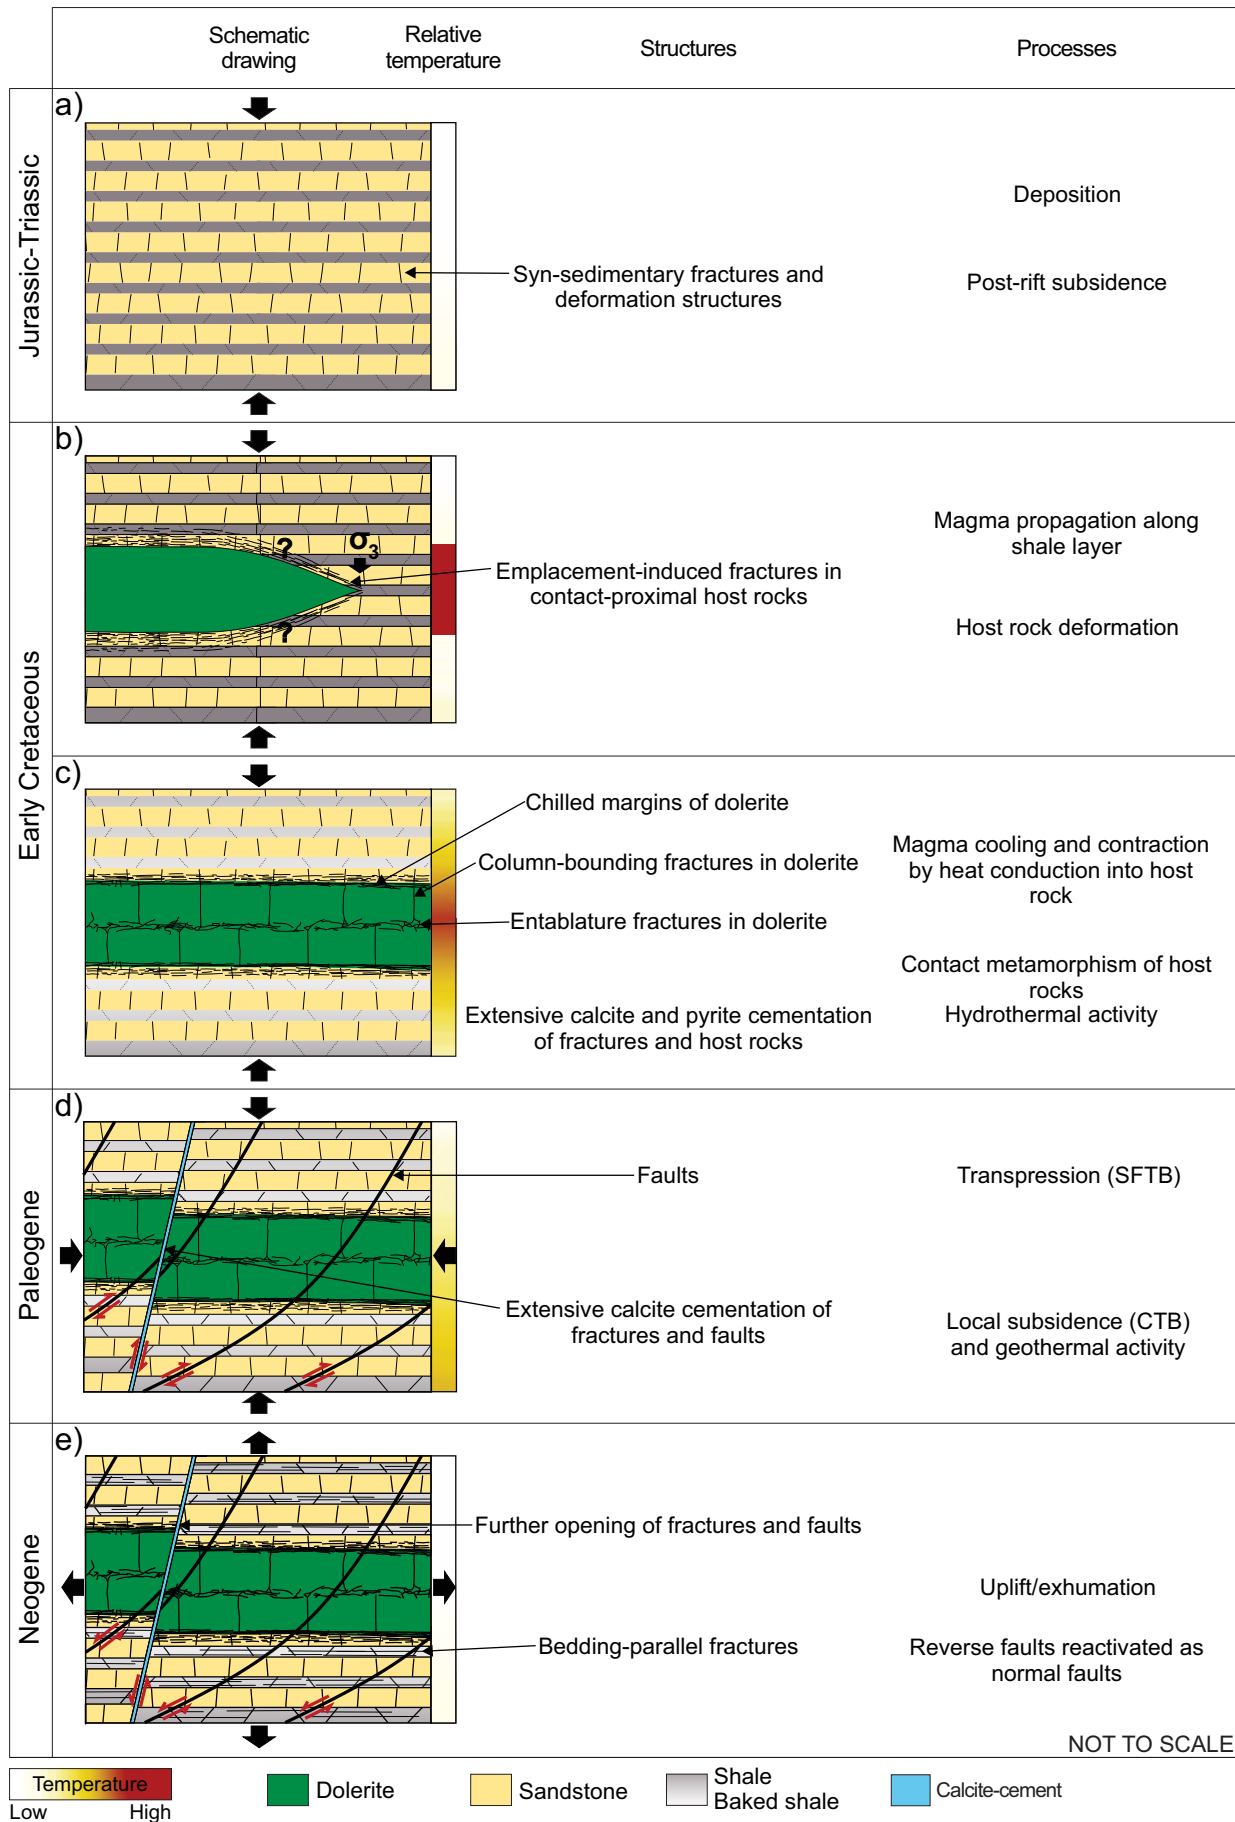 Schematic
drawing
Relative
temperature
Structures
Processes
Jurassic-Triassic
a)
Syn-sedimentary fractures and
deformation structures
Deposition
Post-rift subsidence
Early Cretaceous
b)
?
σ3
?
Emplacement-induced fractures in
contact-proximal host rocks
Magma propagation along
shale layer
Host rock deformation
c)
Chilled margins of dolerite
Column-bounding fractures in dolerite
Entablature fractures in dolerite
Extensive calcite and pyrite cementation
of fractures and host rocks
Magma cooling and contraction
by heat conduction into host
rock
Contact metamorphism of host
rocks
Hydrothermal activity
Paleogene
d)
Faults
Extensive calcite cementation of
fractures and faults
Transpression (SFTB)
Local subsidence (CTB)
and geothermal activity
Neogene
e)
Further opening of fractures and faults
Bedding-parallel fractures
Uplift/exhumation
Reverse faults reactivated as
normal faults
NOT TO SCALE
Temperature
Low
High
Dolerite
Sandstone
Shale
Baked shale
Calcite-cement